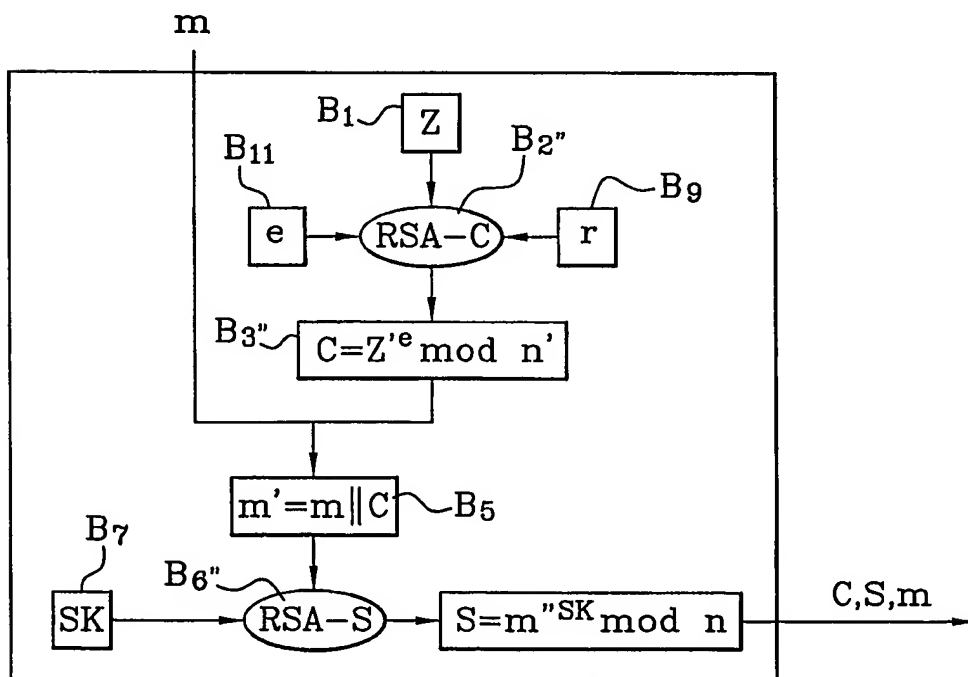 m
B1
Z
B2"
B11
B9
e
RSA-C
r
B3"
C=Z'^e mod n'
m'=m||C
B5
B7
B6"
SK
RSA-S
S=m"^SK mod n
C,S,m